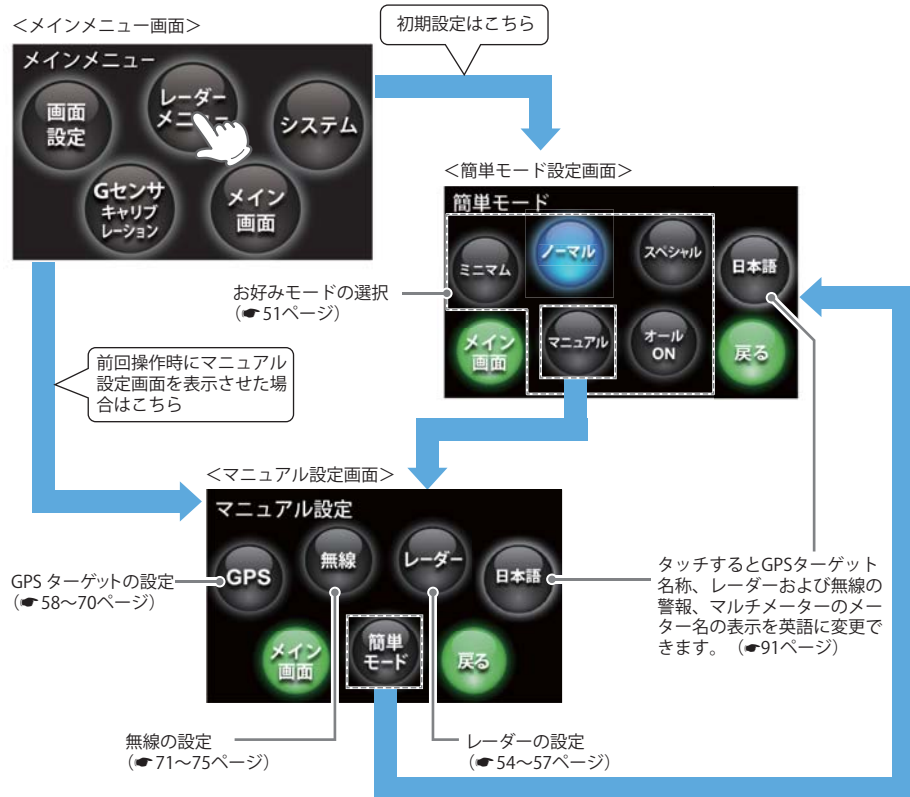 ＜メインメニュー画面＞
初期設定はこちら
メインメニュー
画面
設定
レーダー
メニュー
システム
Gセンサ
キャリブ
レーション
メイン
画面
＜簡単モード設定画面＞
簡単モード
ミニマム
ノーマル
スペシャル
日本語
メイン
画面
マニュアル
オール
ON
戻る
お好みモードの選択
（☛51ページ）
前回操作時にマニュアル
設定画面を表示させた場
合はこちら
＜マニュアル設定画面＞
マニュアル設定
GPS
無線
レーダー
日本語
メイン
画面
簡単
モード
戻る
GPS ターゲットの設定
（☛58～70ページ）
タッチするとGPSターゲット
名称、レーダーおよび無線の
警報、マルチメーターのメー
ター名の表示を英語に変更で
きます。（☛91ページ）
無線の設定
（☛71～75ページ）
レーダーの設定
（☛54～57ページ）